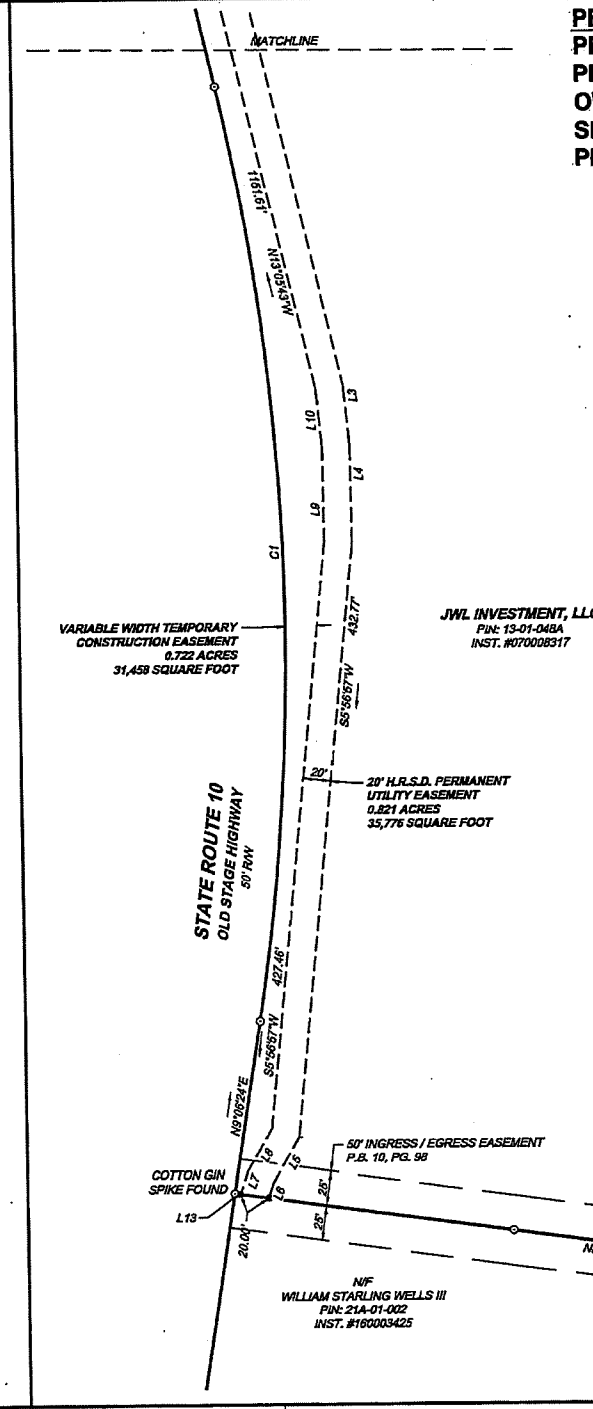 MATCHLINE
1151.61'
N13°05'43"W
L3
L10
L4
L9
C1
432.77'
S5°56'57"W
VARIABLE WIDTH TEMPORARY
CONSTRUCTION EASEMENT
0.722 ACRES
31,458 SQUARE FOOT
JWL INVESTMENT, LLC
PIN: 13-01-048A
INST. #070008317
20'
20' H.R.S.D. PERMANENT
UTILITY EASEMENT
0.821 ACRES
35,776 SQUARE FOOT
STATE ROUTE 10
OLD STAGE HIGHWAY
50' R/W
427.46'
S5°56'57"W
N9°06'24"E
L8
L5
L7
L6
50' INGRESS / EGRESS EASEMENT
P.B. 10, PG. 98
25'
25'
COTTON GIN
SPIKE FOUND
L13
20.00'
N/F
WILLIAM STARLING WELLS III
PIN: 21A-01-002
INST. #160003425